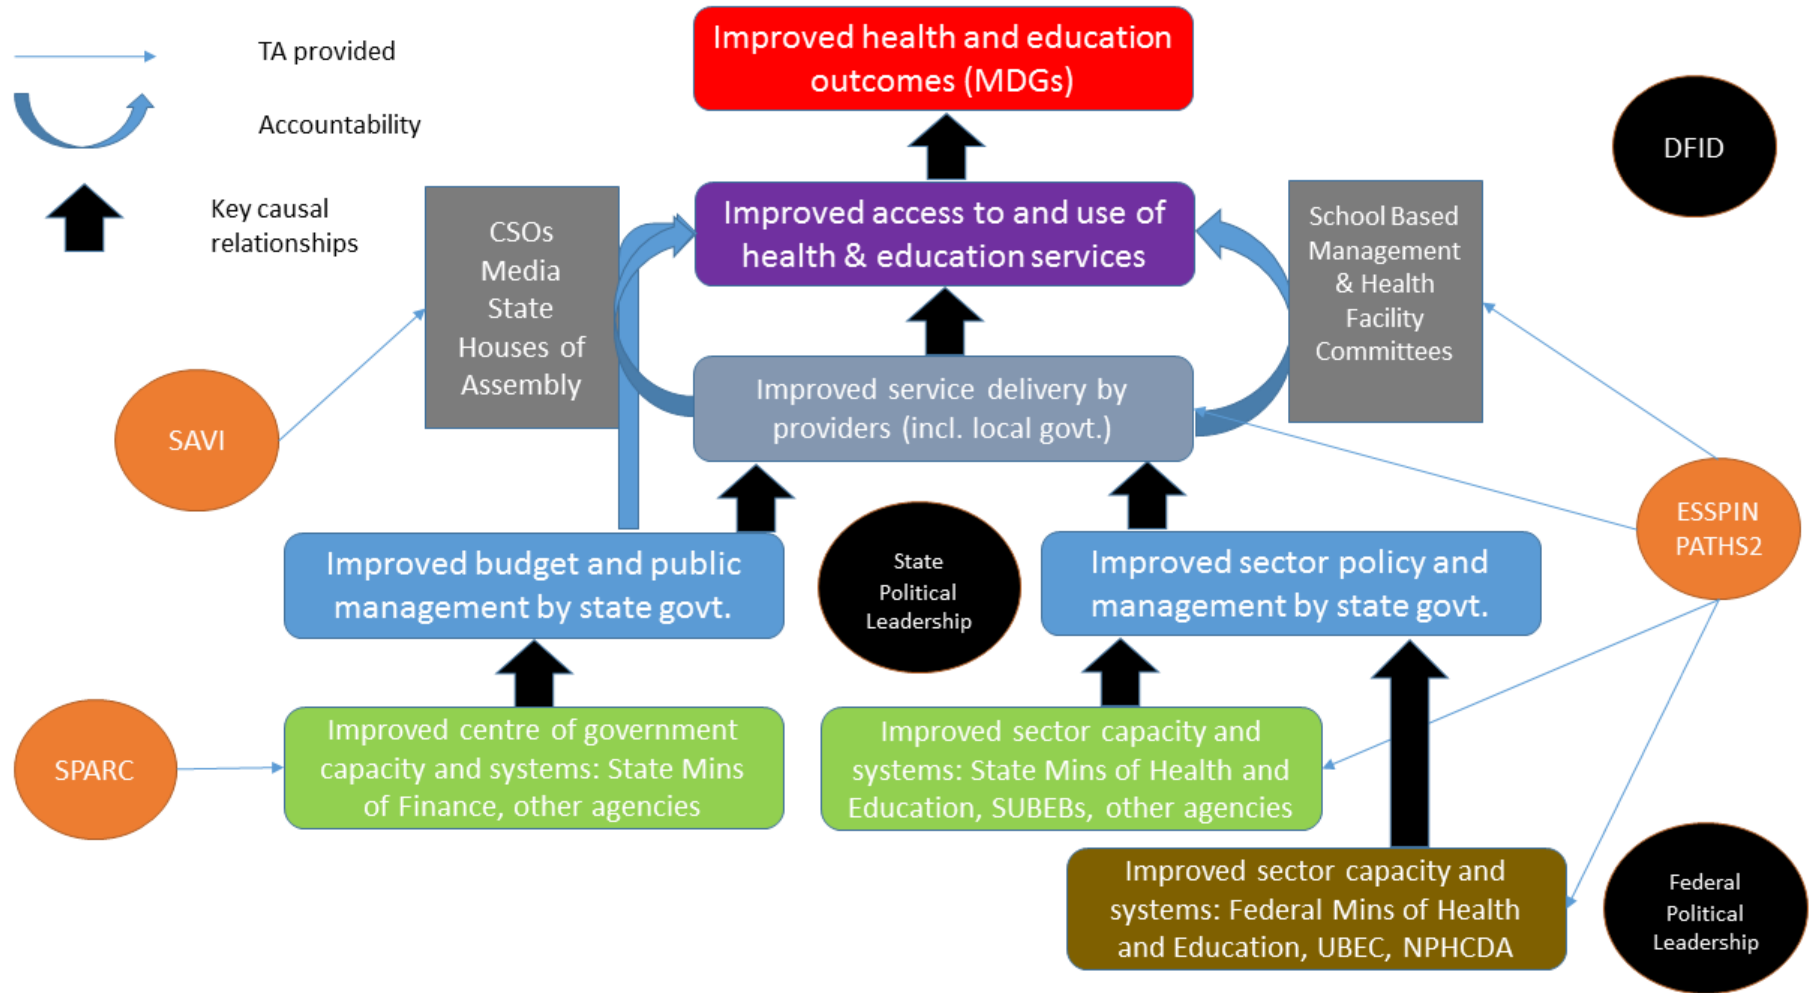 TA provided
Accountability
Key causal
relationships
Improved health and education
outcomes (MDGs)
DFID
CSOs
Media
State
Houses of
Assembly
Improved access to and use of
health & education services
School Based
Management
& Health
Facility
Committees
Improved service delivery by
providers (incl. local govt.)
SAVI
ESSPIN
PATHS2
Improved budget and public
management by state govt.
State
Political
Leadership
Improved sector policy and
management by state govt.
SPARC
Improved centre of government
capacity and systems: State Mins
of Finance, other agencies
Improved sector capacity and
systems: State Mins of Health and
Education, SUBEBs, other agencies
Improved sector capacity and
systems: Federal Mins of Health
and Education, UBEC, NPHCDA
Federal
Political
Leadership